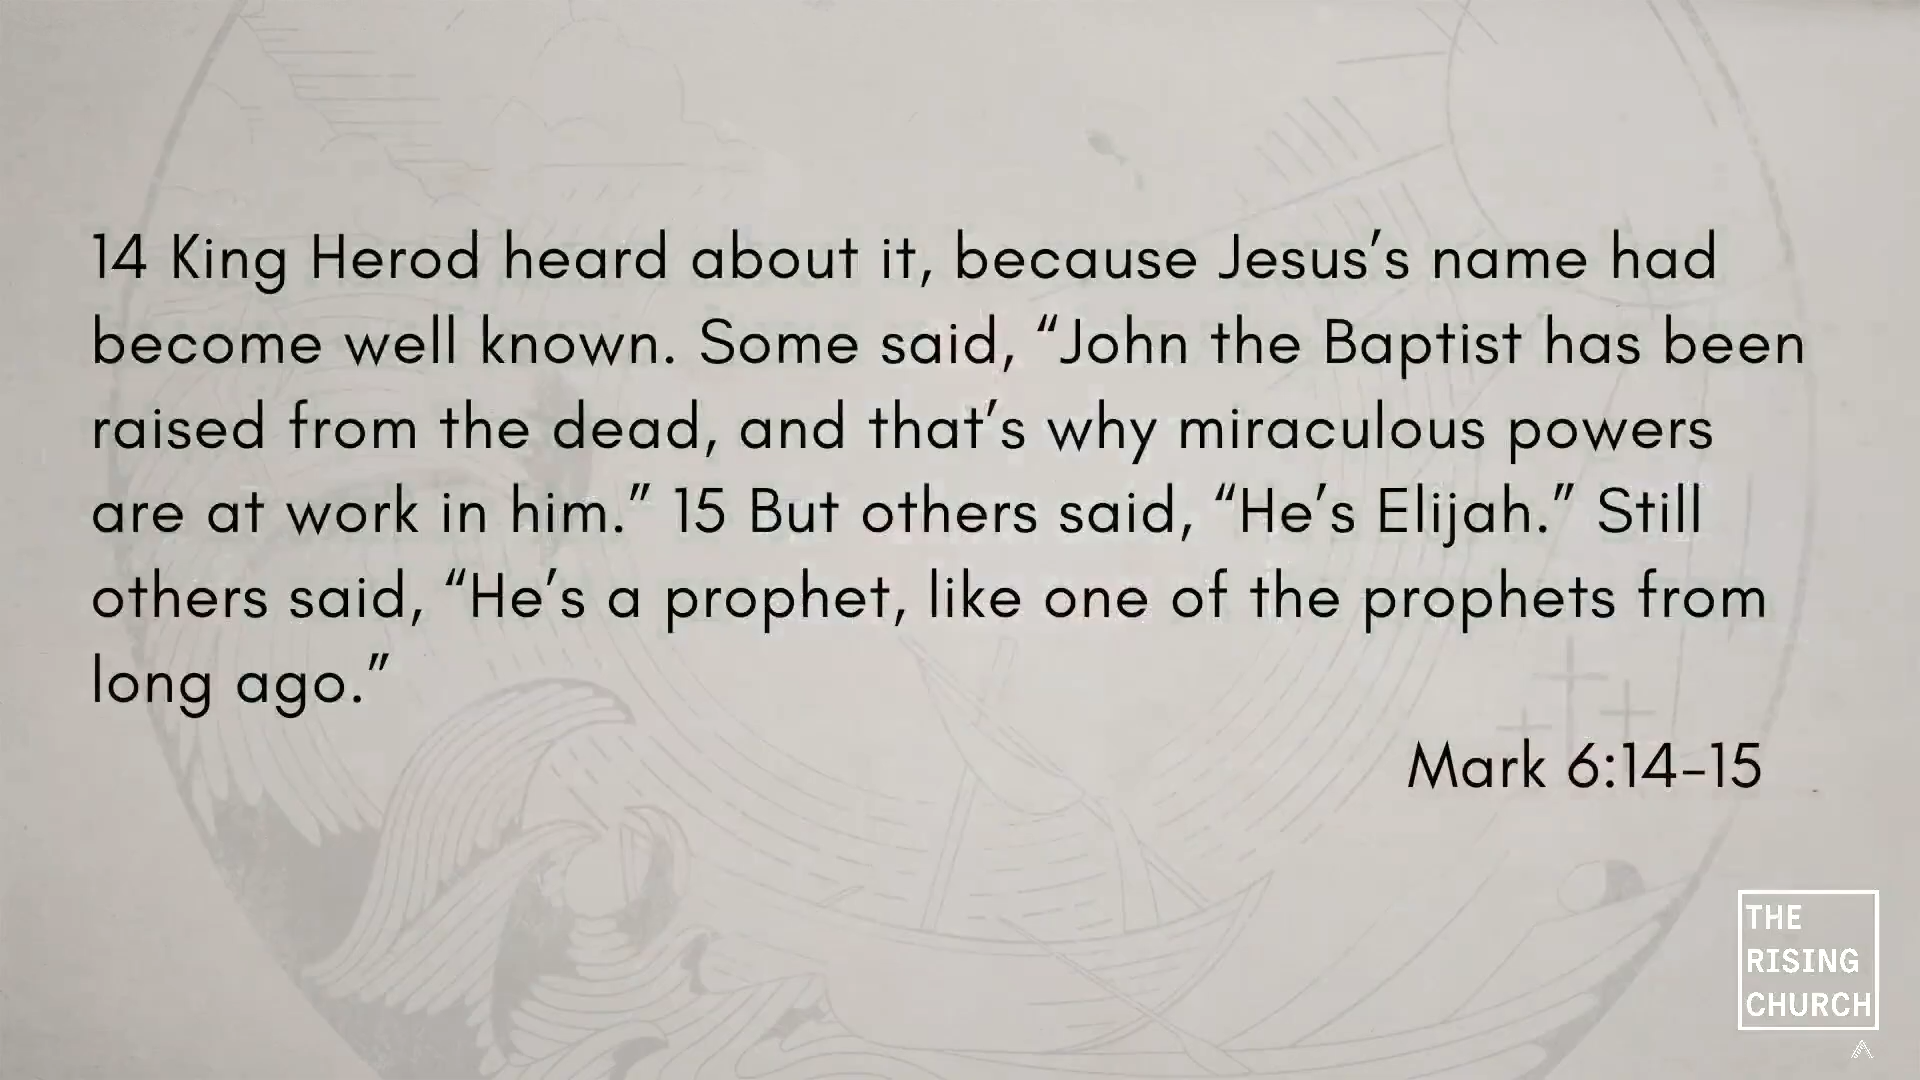 14 King Herod heard about it, because Jesus’s name had
become well known. Some said, “John the Baptist has been
raised from the dead, and that’s why miraculous powers
are at work in him.” 15 But others said, “He’s Elijah.” Still
others said, “He’s a prophet, like one of the prophets from
long ago.”
Mark 6:14–15
THE
RISING
CHURCH